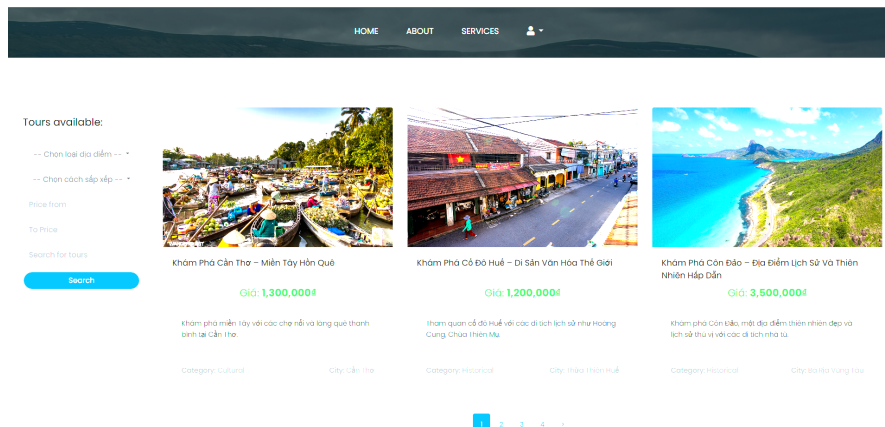 HOME ABOUT SERVICES
Tours available:
-- Chọn loại địa điểm --
-- Chọn cách sắp xếp --
Price from
To Price
Search for tours
Search
Khám Phá Cần Thơ – Miền Tây Hồn Quê
Giá: 1,300,000₫
Khám phá miền Tây với các chợ nổi và làng quê thanh
bình tại Cần Thơ.
Category: Cultural City: Cần Thơ
Khám Phá Cố Đô Huế – Di Sản Văn Hóa Thế Giới
Giá: 1,200,000₫
Tham quan cố đô Huế với các di tích lịch sử như Hoàng
Cung, Chùa Thiên Mụ.
Category: Historical City: Thừa Thiên Huế
Khám Phá Côn Đảo – Địa Điểm Lịch Sử Và Thiên
Nhiên Hấp Dẫn
Giá: 3,500,000₫
Khám phá Côn Đảo, một địa điểm thiên nhiên đẹp và
lịch sử thú vị với các di tích nhà tù.
Category: Historical City: Bà Rịa Vũng Tàu
1 2 3 4 ›